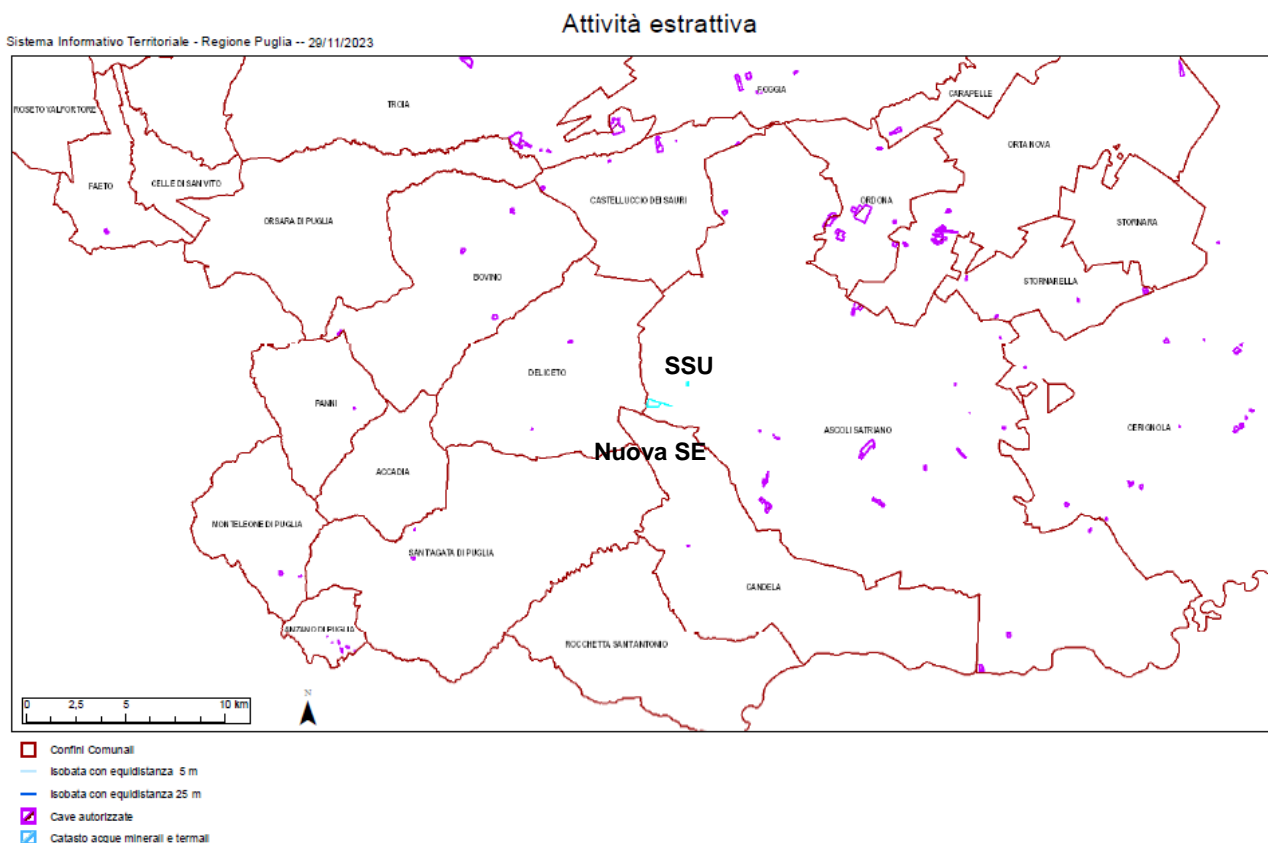 Attività estrattiva
Sistema Informativo Territoriale - Regione Puglia -- 29/11/2023
ROSETO VALFORTORE
TROIA
FOGGIA
CARAPELLE
ORTA NOVA
FAETO
CELLE DI SAN VITO
CASTELLUCCIO DEI SAURI
ORDONA
ORSARA DI PUGLIA
STORNARA
BOVINO
STORNARELLA
SSU
DELICETO
PANNI
ASCOLI SATRIANO
CERIGNOLA
Nuova SE
ACCADIA
MONTELEONE DI PUGLIA
SANT'AGATA DI PUGLIA
CANDELA
ANZANO DI PUGLIA
ROCCHETTA SANT'ANTONIO
N
0 2,5 5 10 km
Confini Comunali
Isobata con equidistanza 5 m
Isobata con equidistanza 25 m
Cave autorizzate
Catasto acque minerali e termali